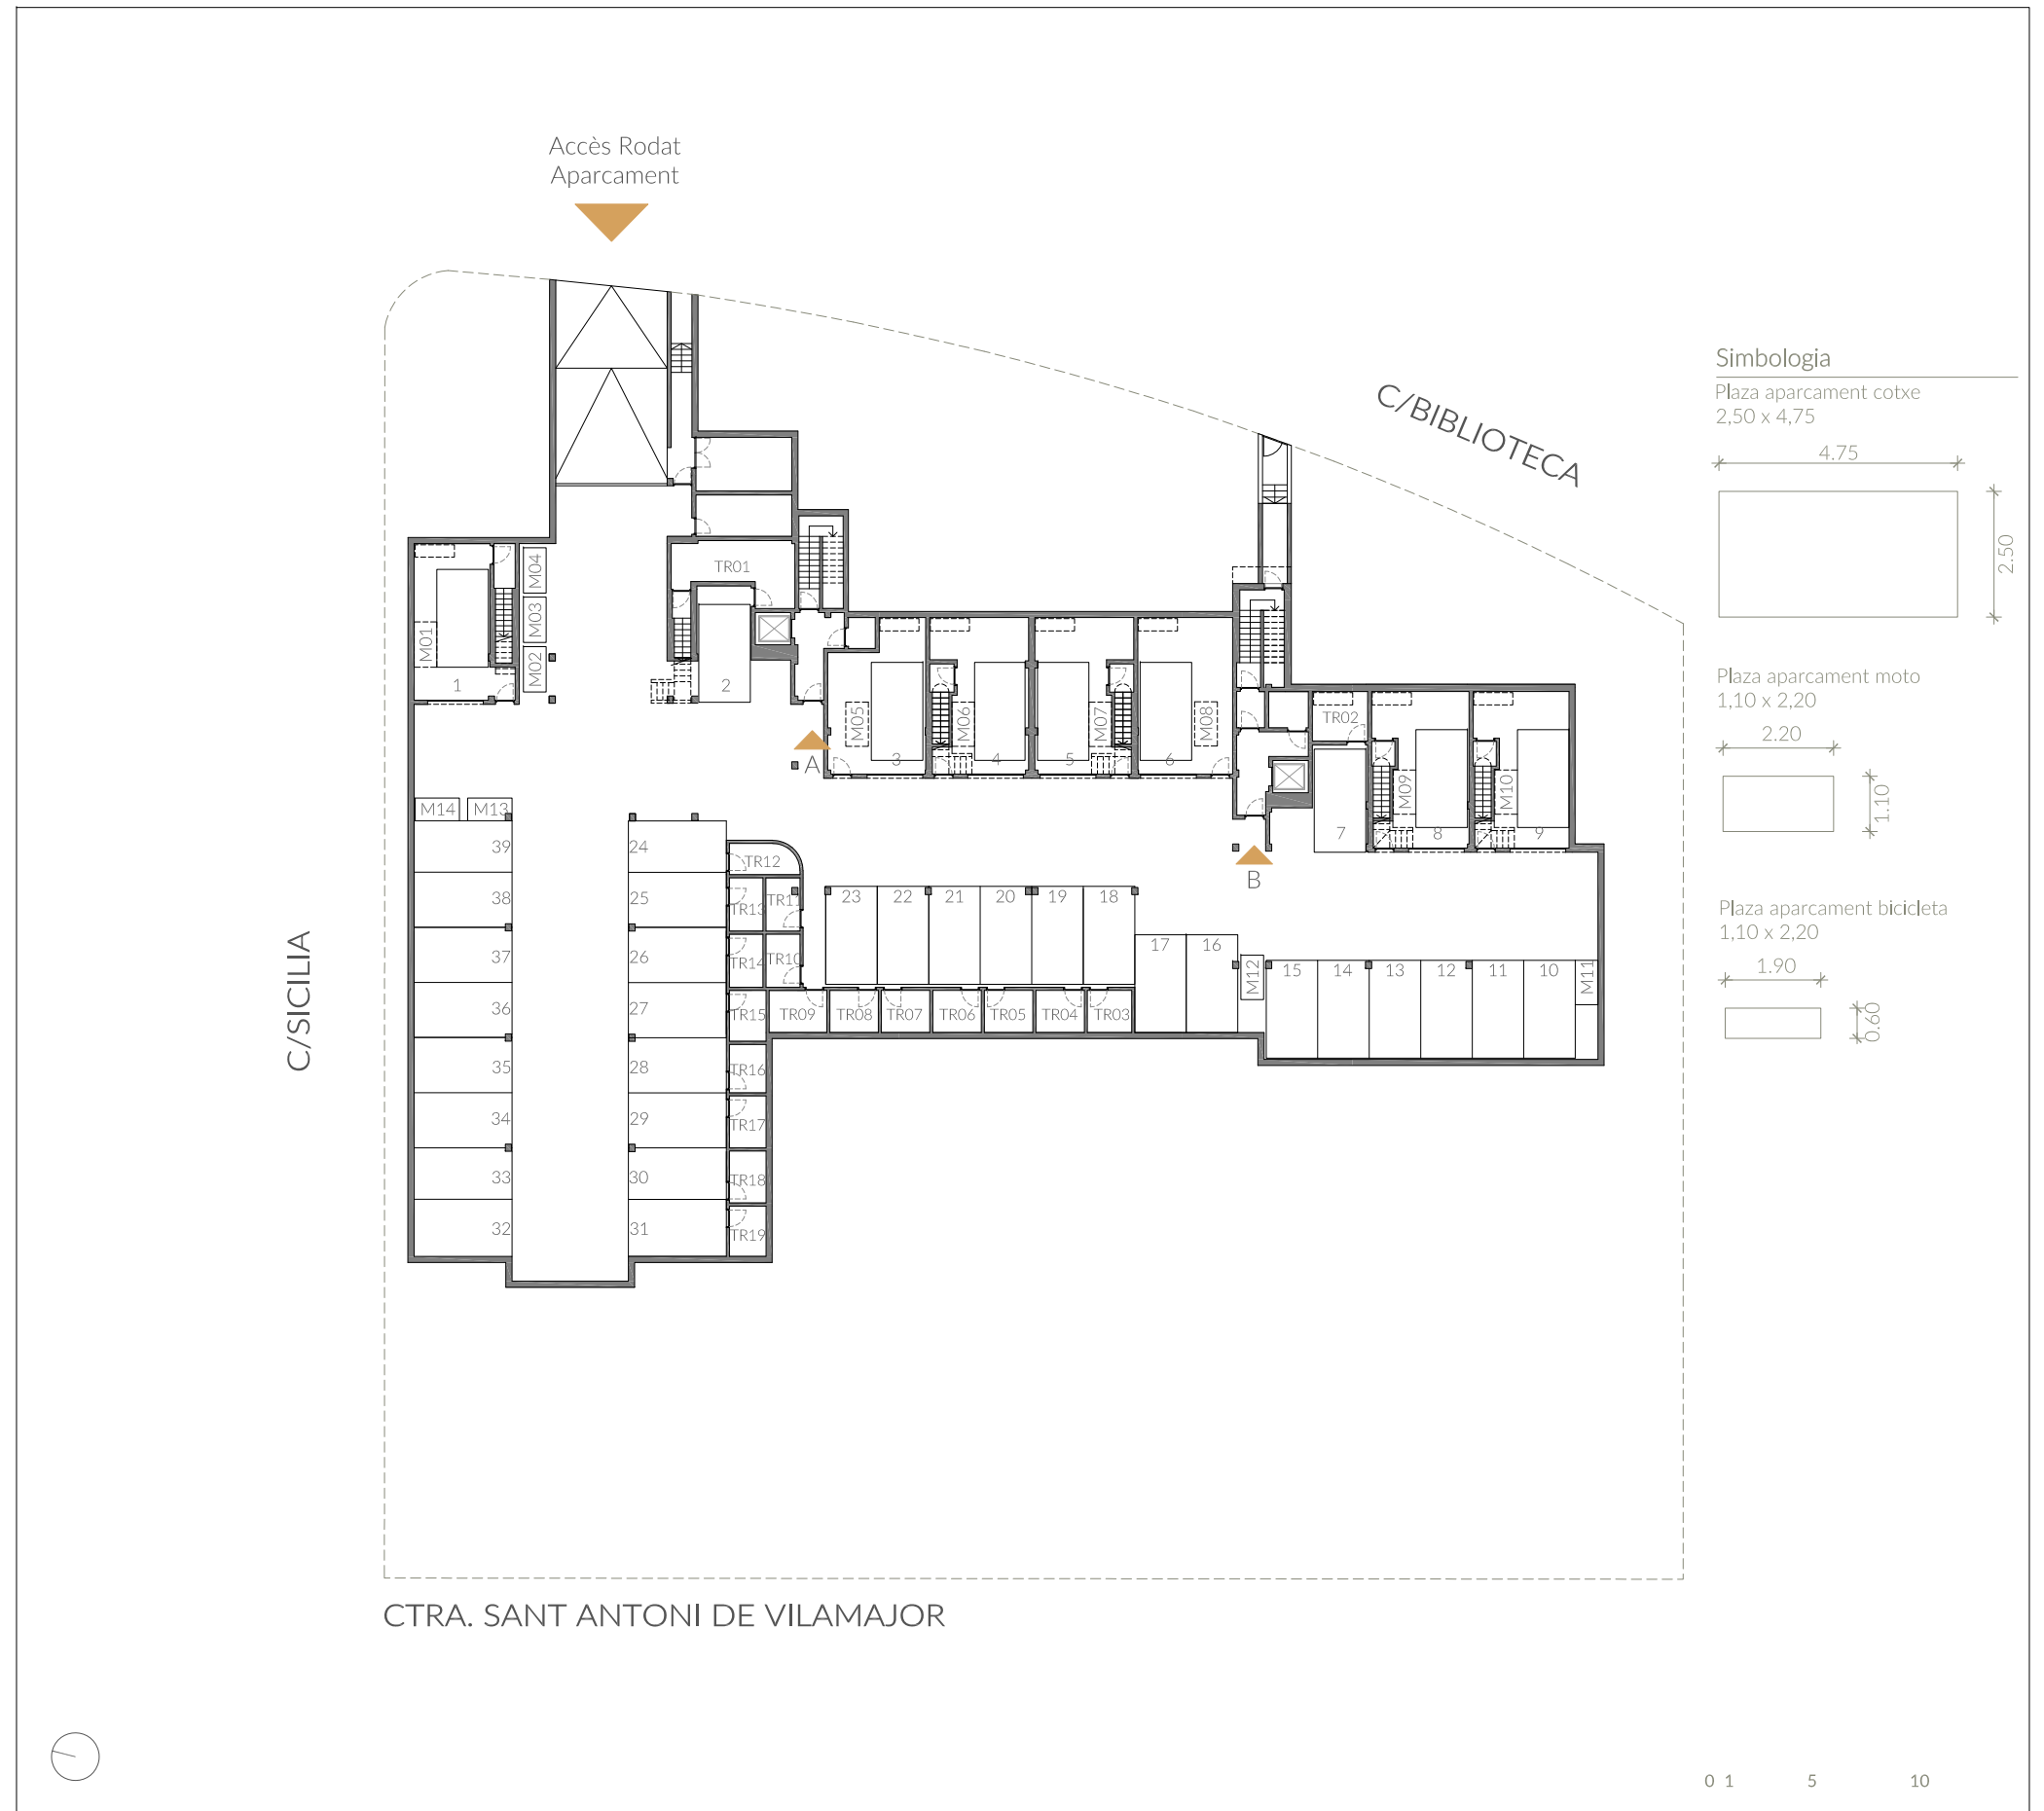 Accès Rodat
Aparcament
C/BIBLIOTECA
Simbologia
Plaza aparcament cotxe
2,50 x 4,75
4.75
2.50
Plaza aparcament moto
1,10 x 2,20
2.20
1.10
Plaza aparcament bicicleta
1,10 x 2,20
1.90
0.60
M04
M03
M02
M01
1
TR01
2
A
M05
3
M06
4
M07
5
M08
6
TR02
B
7
M09
8
M10
9
M14
M13
39
38
37
36
35
34
33
32
24
25
26
27
28
29
30
31
TR12
TR13
TR11
TR14
TR10
TR15
TR09
TR08
TR07
TR06
TR05
TR04
TR03
TR16
TR17
TR18
TR19
23
22
21
20
19
18
17
16
M12
15
14
13
12
11
10
M11
C/SICILIA
CTRA. SANT ANTONI DE VILAMAJOR
0 1 5 10